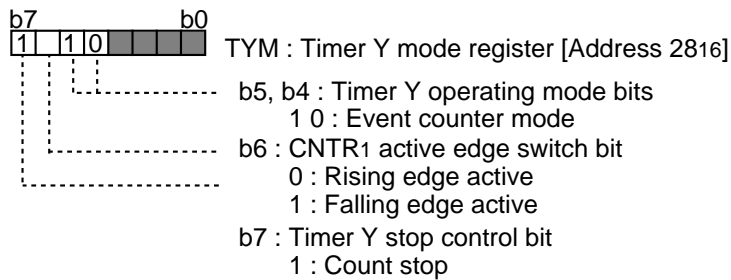 b7 b0
1 1 0 TYM : Timer Y mode register [Address 2816]
b5, b4 : Timer Y operating mode bits
1 0 : Event counter mode
b6 : CNTR1 active edge switch bit
0 : Rising edge active
1 : Falling edge active
b7 : Timer Y stop control bit
1 : Count stop